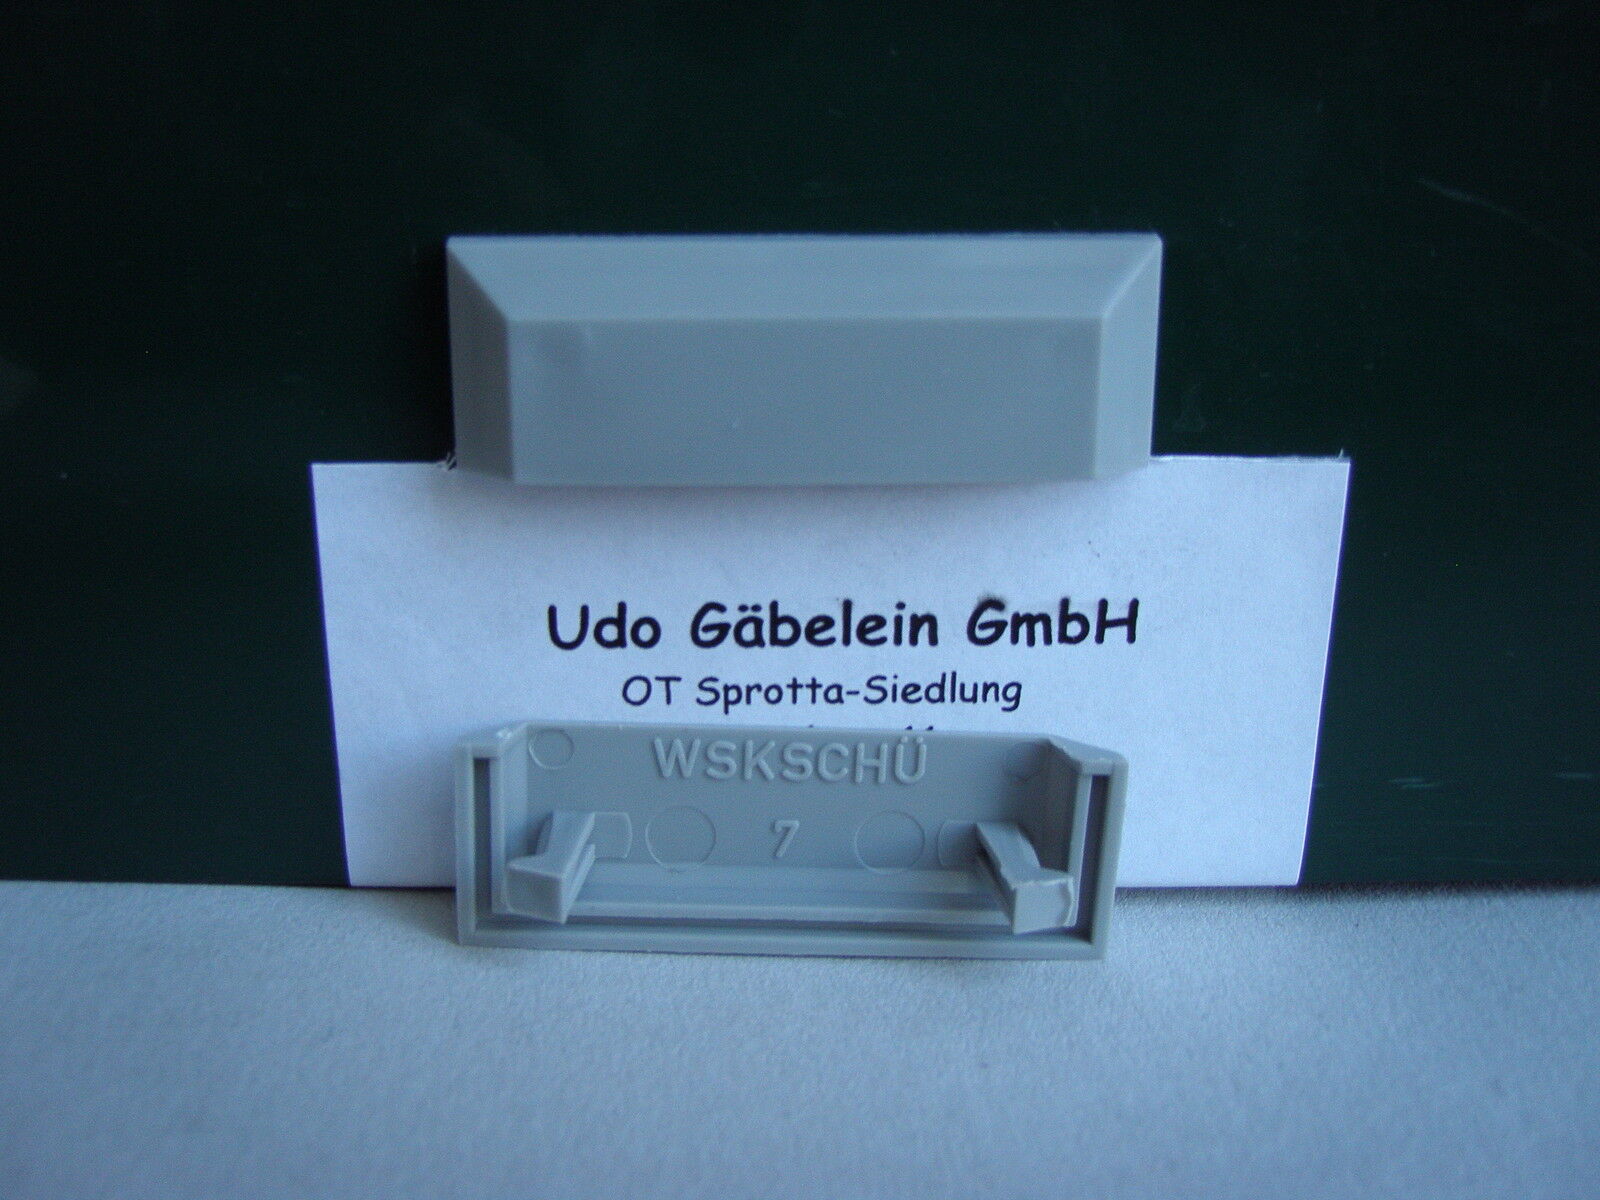 Udo Gäbelein GmbH
OT Sprotta-Siedlung
WSKSCHÜ
7